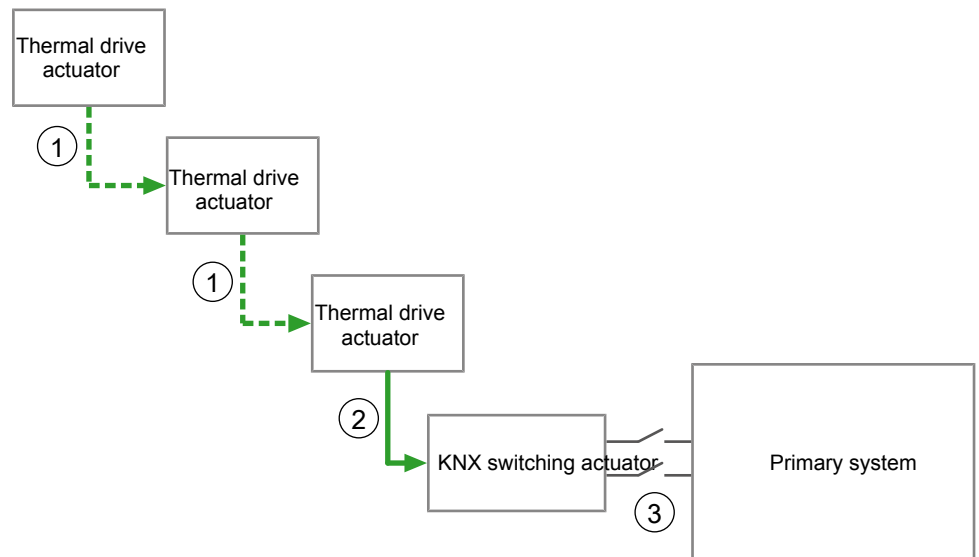 Thermal drive
actuator
1
Thermal drive
actuator
1
Thermal drive
actuator
2
KNX switching actuator
Primary system
3